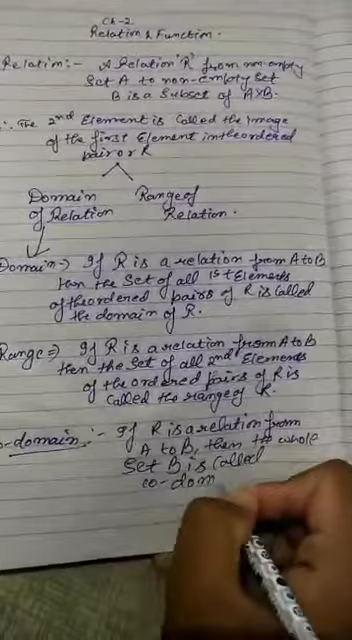 Ch-2.
Relation & Function.
Relation:- A Relation 'R' from non-empty
Set A to non-empty set
B is a Subset of A×B.
∴ The 2nd Element is Called the image
of the first Element in the ordered
pair of R
Domain Range of
of Relation Relation.
Domain ⇒ If R is a relation from A to B
then the set of all 1st Elements
of the ordered pairs of R is called
the domain of R.
Range ⇒ If R is a relation from A to B
then the set of all 2nd Elements
of the ordered pairs of R is
Called the range of R.
o-domain:- If R is a relation from
A to B, then the whole
Set B is Called
co-dom